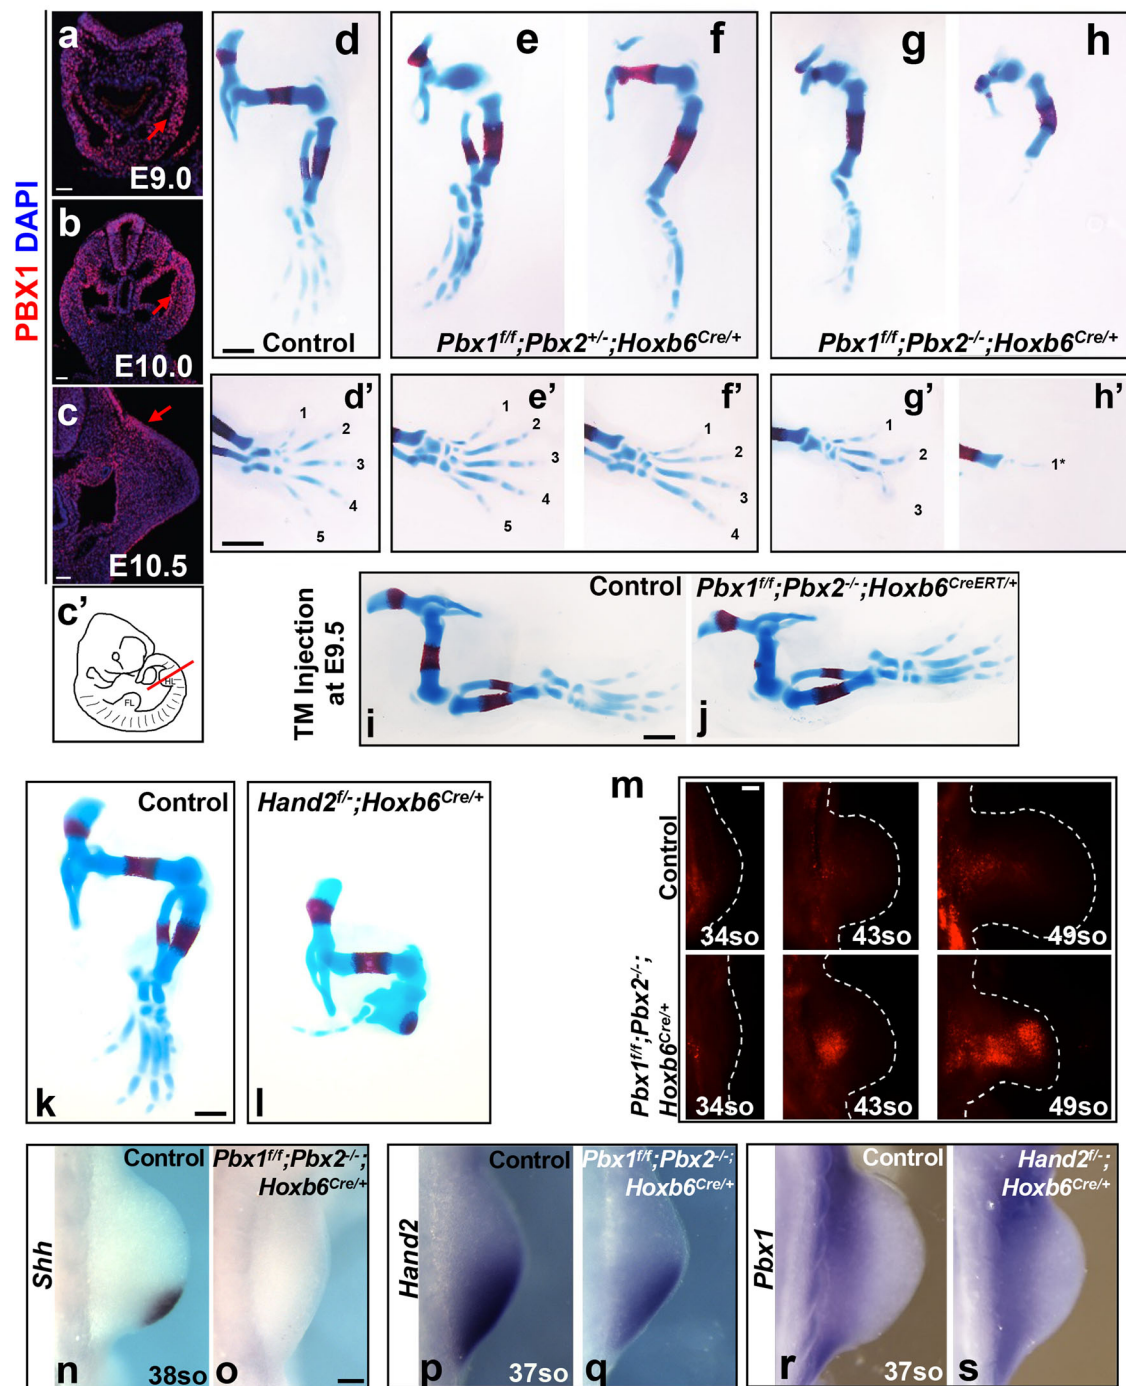 PBX1 DAPI
a
E9.0
b
E10.0
c
E10.5
c'
HL
FL
d
Control
e
f
Pbx1f/f;Pbx2+/-;Hoxb6Cre/+
g
h
Pbx1f/f;Pbx2-/-;Hoxb6Cre/+
d'
1
2
3
4
5
e'
1
2
3
4
5
f'
1
2
3
4
g'
1
2
3
h'
1*
TM Injection
at E9.5
Control
i
Pbx1f/f;Pbx2-/-;Hoxb6CreERT/+
j
Control
k
Hand2f/-;Hoxb6Cre/+
l
m
Control
34so
43so
49so
Pbx1f/f;Pbx2-/-;
Hoxb6Cre/+
34so
43so
49so
Shh
Control
n
38so
Pbx1f/f;Pbx2-/-;
Hoxb6Cre/+
o
Hand2
Control
p
37so
Pbx1f/f;Pbx2-/-;
Hoxb6Cre/+
q
Pbx1
Control
r
37so
Hand2f/-;
Hoxb6Cre/+
s